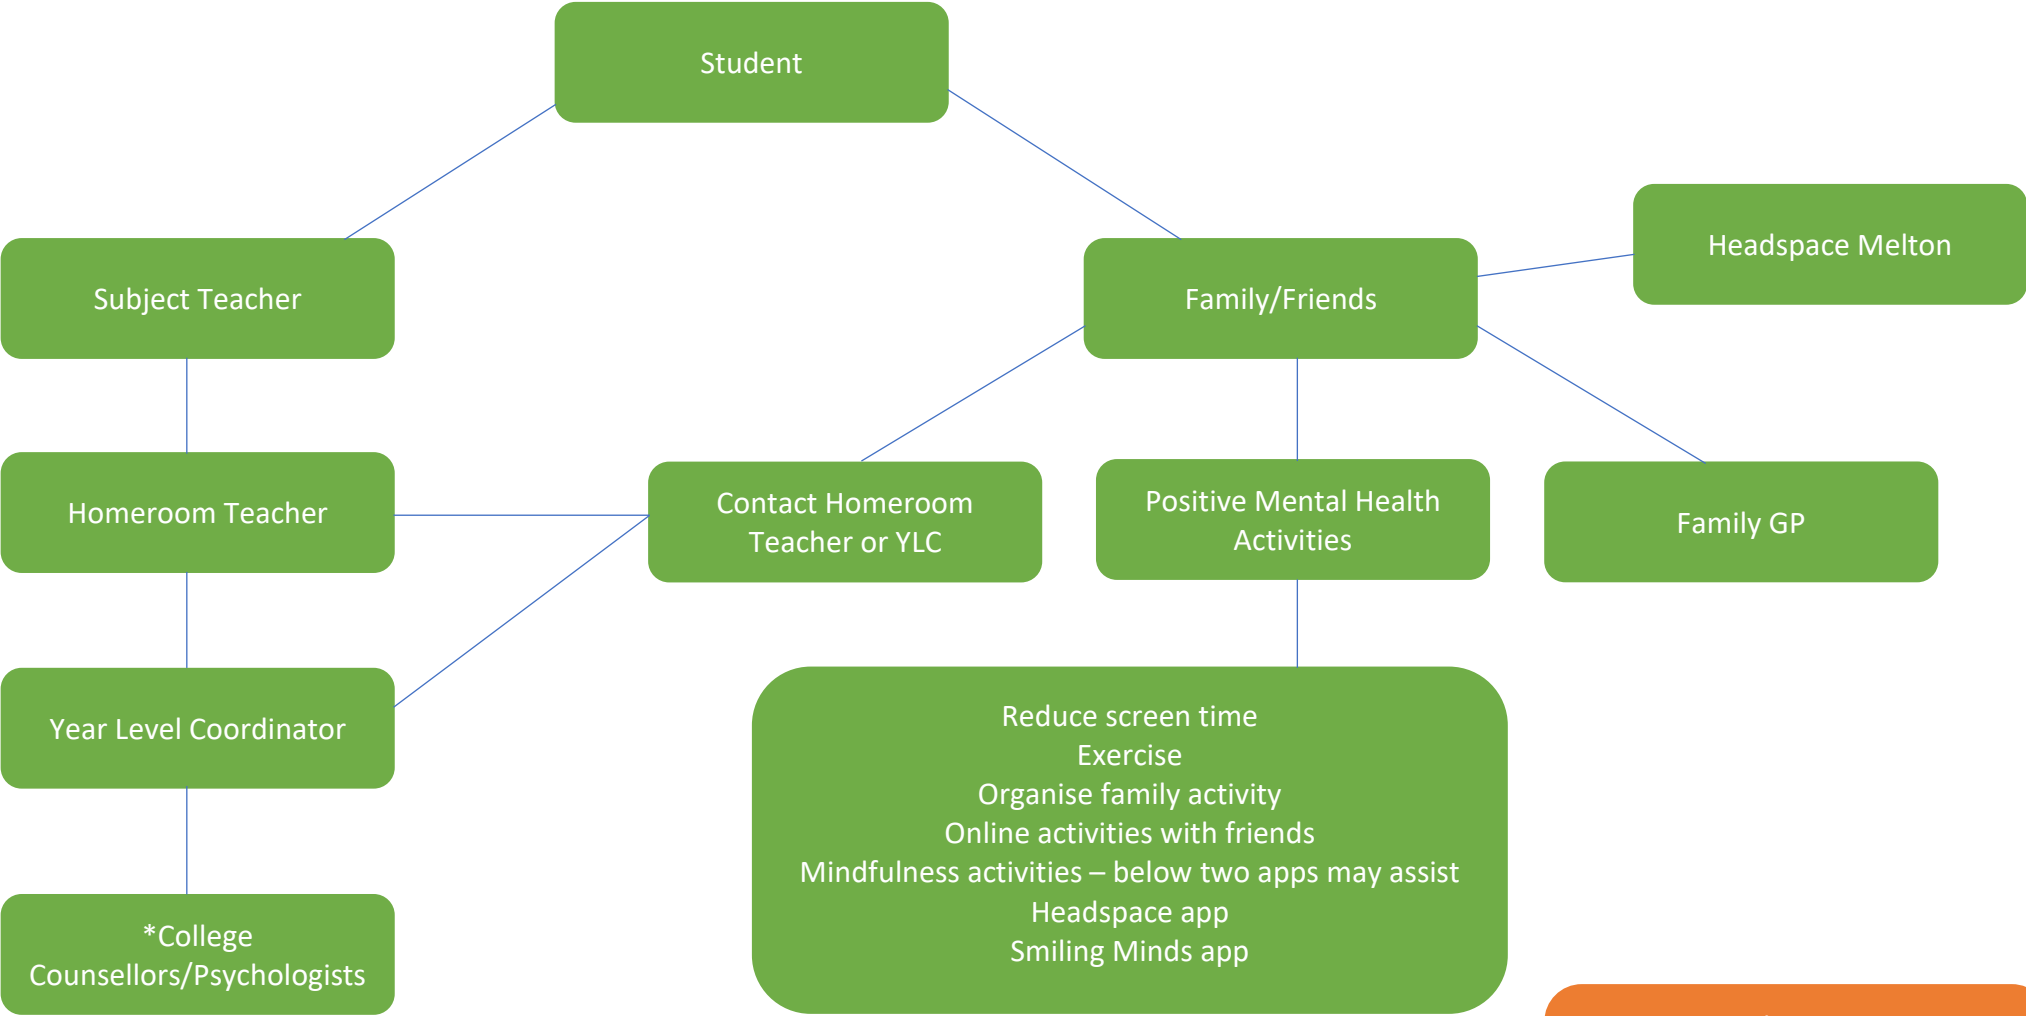 Student
Headspace Melton
Subject Teacher
Family/Friends
Homeroom Teacher
Contact Homeroom
Teacher or YLC
Positive Mental Health
Activities
Family GP
Year Level Coordinator
Reduce screen time
Exercise
Organise family activity
Online activities with friends
Mindfulness activities – below two apps may assist
Headspace app
Smiling Minds app
*College
Counsellors/Psychologists